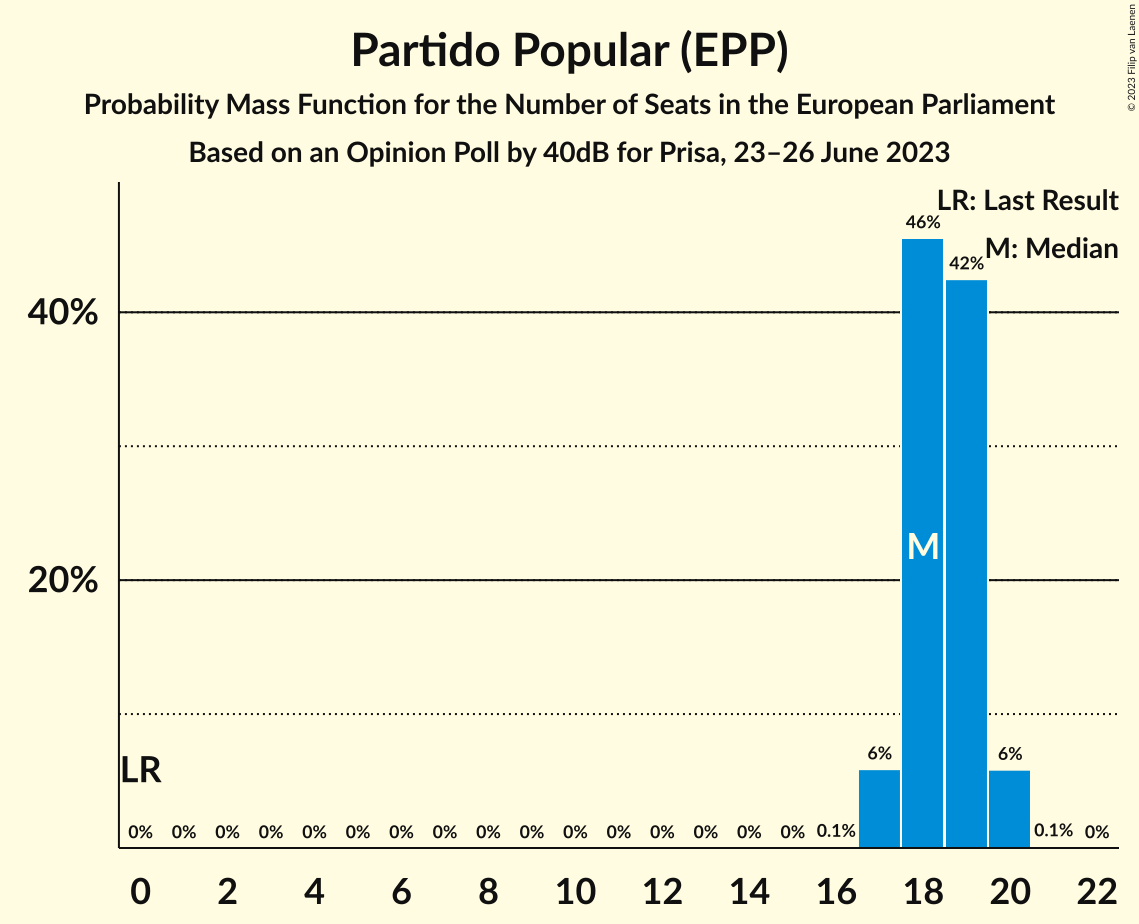 Partido Popular (EPP)
Probability Mass Function for the Number of Seats in the European Parliament
Based on an Opinion Poll by 40dB for Prisa, 23–26 June 2023
© 2023 Filip van Laenen
LR: Last Result
M: Median
46%
42%
40%
M
20%
LR
6%
6%
0% 0% 0% 0% 0% 0% 0% 0% 0% 0% 0% 0% 0% 0% 0% 0% 0.1% 0.1% 0%
0 2 4 6 8 10 12 14 16 18 20 22